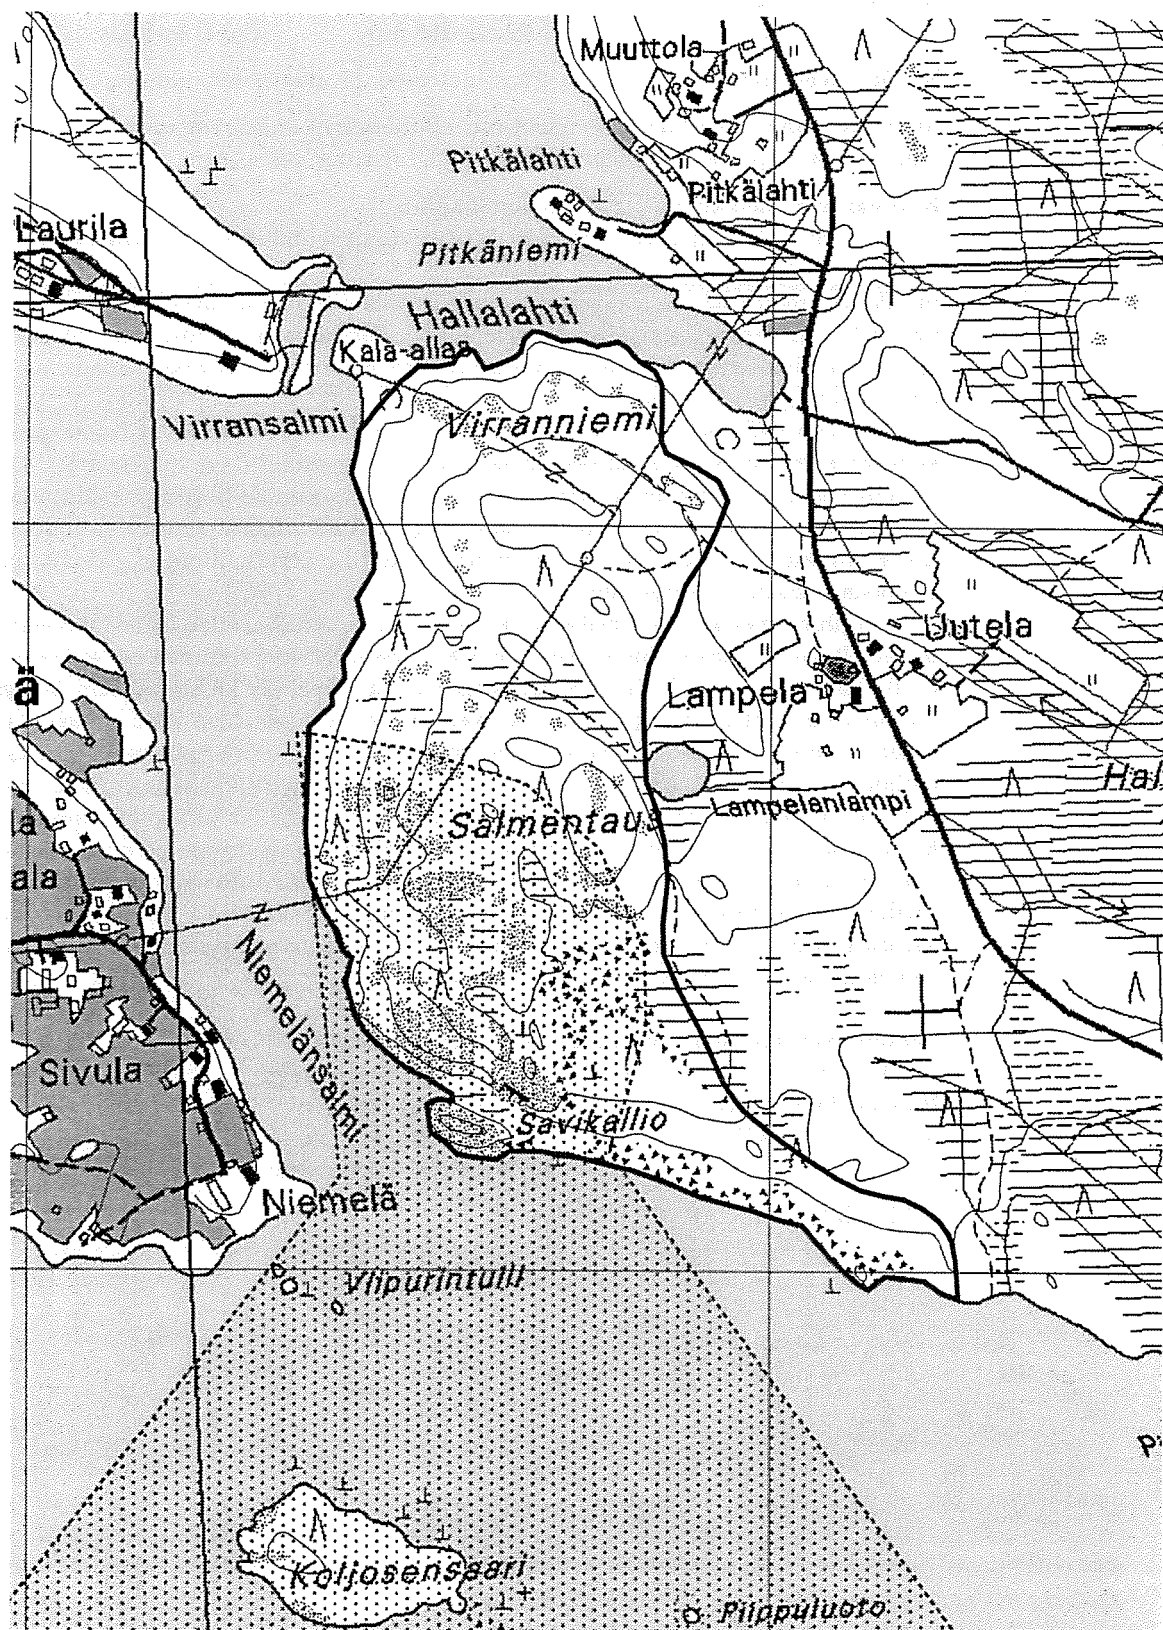 Muuttola
Pitkälahti
Pitkälahti
Laurila
Pitkäniemi
Hallalahti
Kala-allas
Virransalmi
Virranniemi
Uutela
ä
Lampela
Hal
Salmentaus
Lampelanlampi
la
ala
Niemelänsalmi
Sivula
Savikallio
Niemelä
Viipurintulli
Koljosensaari
Piippuluoto